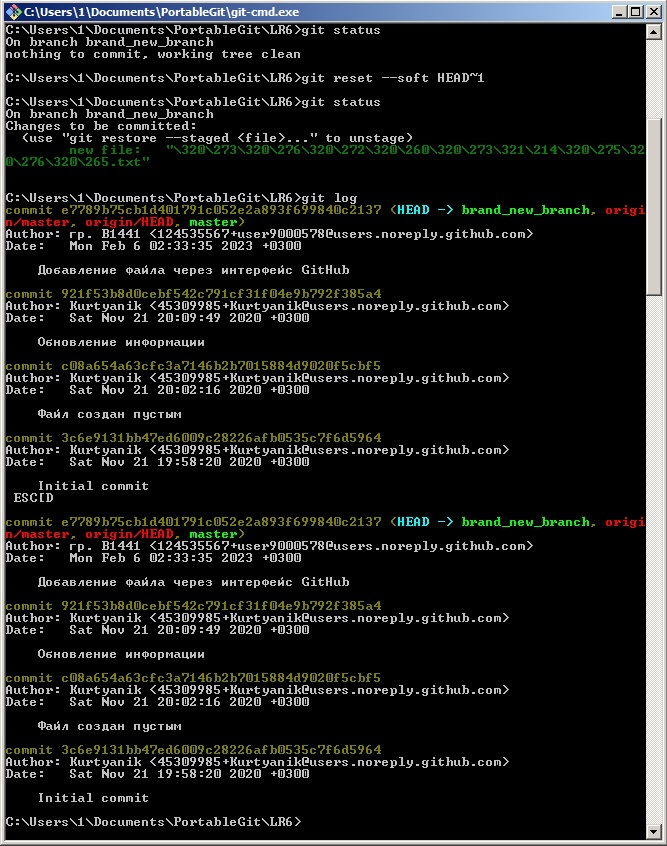 C:\Users\1\Documents\PortableGit\git-cmd.exe
C:\Users\1\Documents\PortableGit\LR6>git status
On branch brand_new_branch
nothing to commit, working tree clean
C:\Users\1\Documents\PortableGit\LR6>git reset --soft HEAD~1
C:\Users\1\Documents\PortableGit\LR6>git status
On branch brand_new_branch
Changes to be committed:
  (use "git restore --staged <file>..." to unstage)
        new file:   "\320\273\320\276\320\272\320\260\320\273\321\214\320\275\32
0\276\320\265.txt"
C:\Users\1\Documents\PortableGit\LR6>git log
commit e7789b75cb1d401791c052e2a893f699840c2137 (HEAD -> brand_new_branch, origi
n/master, origin/HEAD, master)
Author: гр. B1441 <124535567+user9000578@users.noreply.github.com>
Date:   Mon Feb 6 02:33:35 2023 +0300
    Добавление файла через интерфейс GitHub
commit 921f53b8d0cebf542c791cf31f04e9b792f385a4
Author: Kurtyanik <45309985+Kurtyanik@users.noreply.github.com>
Date:   Sat Nov 21 20:09:49 2020 +0300
    Обновление информации
commit c08a654a63cfc3a7146b2b7015884d9020f5cbf5
Author: Kurtyanik <45309985+Kurtyanik@users.noreply.github.com>
Date:   Sat Nov 21 20:02:16 2020 +0300
    Файл создан пустым
commit 3c6e9131bb47ed6009c28226afb0535c7f6d5964
Author: Kurtyanik <45309985+Kurtyanik@users.noreply.github.com>
Date:   Sat Nov 21 19:58:20 2020 +0300
    Initial commit
 ESCID
commit e7789b75cb1d401791c052e2a893f699840c2137 (HEAD -> brand_new_branch, origi
n/master, origin/HEAD, master)
Author: гр. B1441 <124535567+user9000578@users.noreply.github.com>
Date:   Mon Feb 6 02:33:35 2023 +0300
    Добавление файла через интерфейс GitHub
commit 921f53b8d0cebf542c791cf31f04e9b792f385a4
Author: Kurtyanik <45309985+Kurtyanik@users.noreply.github.com>
Date:   Sat Nov 21 20:09:49 2020 +0300
    Обновление информации
commit c08a654a63cfc3a7146b2b7015884d9020f5cbf5
Author: Kurtyanik <45309985+Kurtyanik@users.noreply.github.com>
Date:   Sat Nov 21 20:02:16 2020 +0300
    Файл создан пустым
commit 3c6e9131bb47ed6009c28226afb0535c7f6d5964
Author: Kurtyanik <45309985+Kurtyanik@users.noreply.github.com>
Date:   Sat Nov 21 19:58:20 2020 +0300
    Initial commit
C:\Users\1\Documents\PortableGit\LR6>